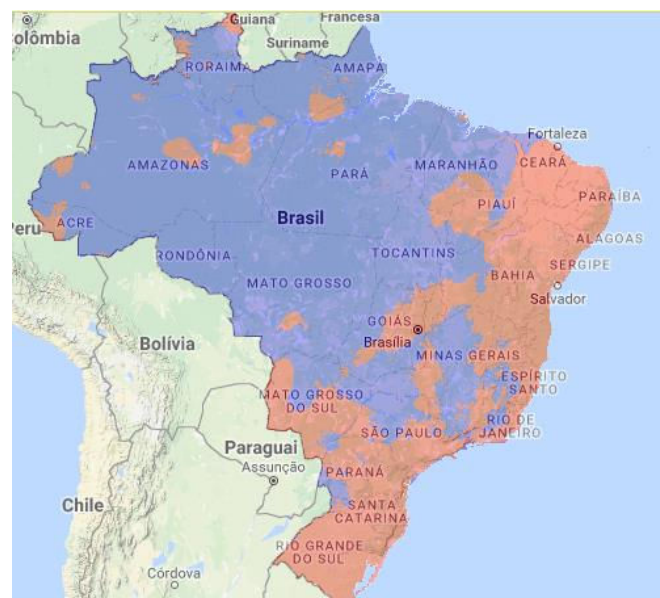 Guiana
Francesa
olômbia
Suriname
RORAIMA
AMAPÁ
Fortaleza
AMAZONAS
PARÁ
MARANHÃO
CEARÁ
PIAUÍ
PARAÍBA
ACRE
Brasil
Peru
ALAGOAS
RONDÔNIA
TOCANTINS
SERGIPE
MATO GROSSO
BAHIA
Salvador
GOIÁS
Brasília
Bolívia
MINAS GERAIS
ESPÍRITO
SANTO
MATO GROSSO
DO SUL
RIO DE
JANEIRO
SÃO PAULO
Paraguai
Assunção
PARANÁ
Chile
SANTA
CATARINA
RIO GRANDE
DO SUL
Córdova